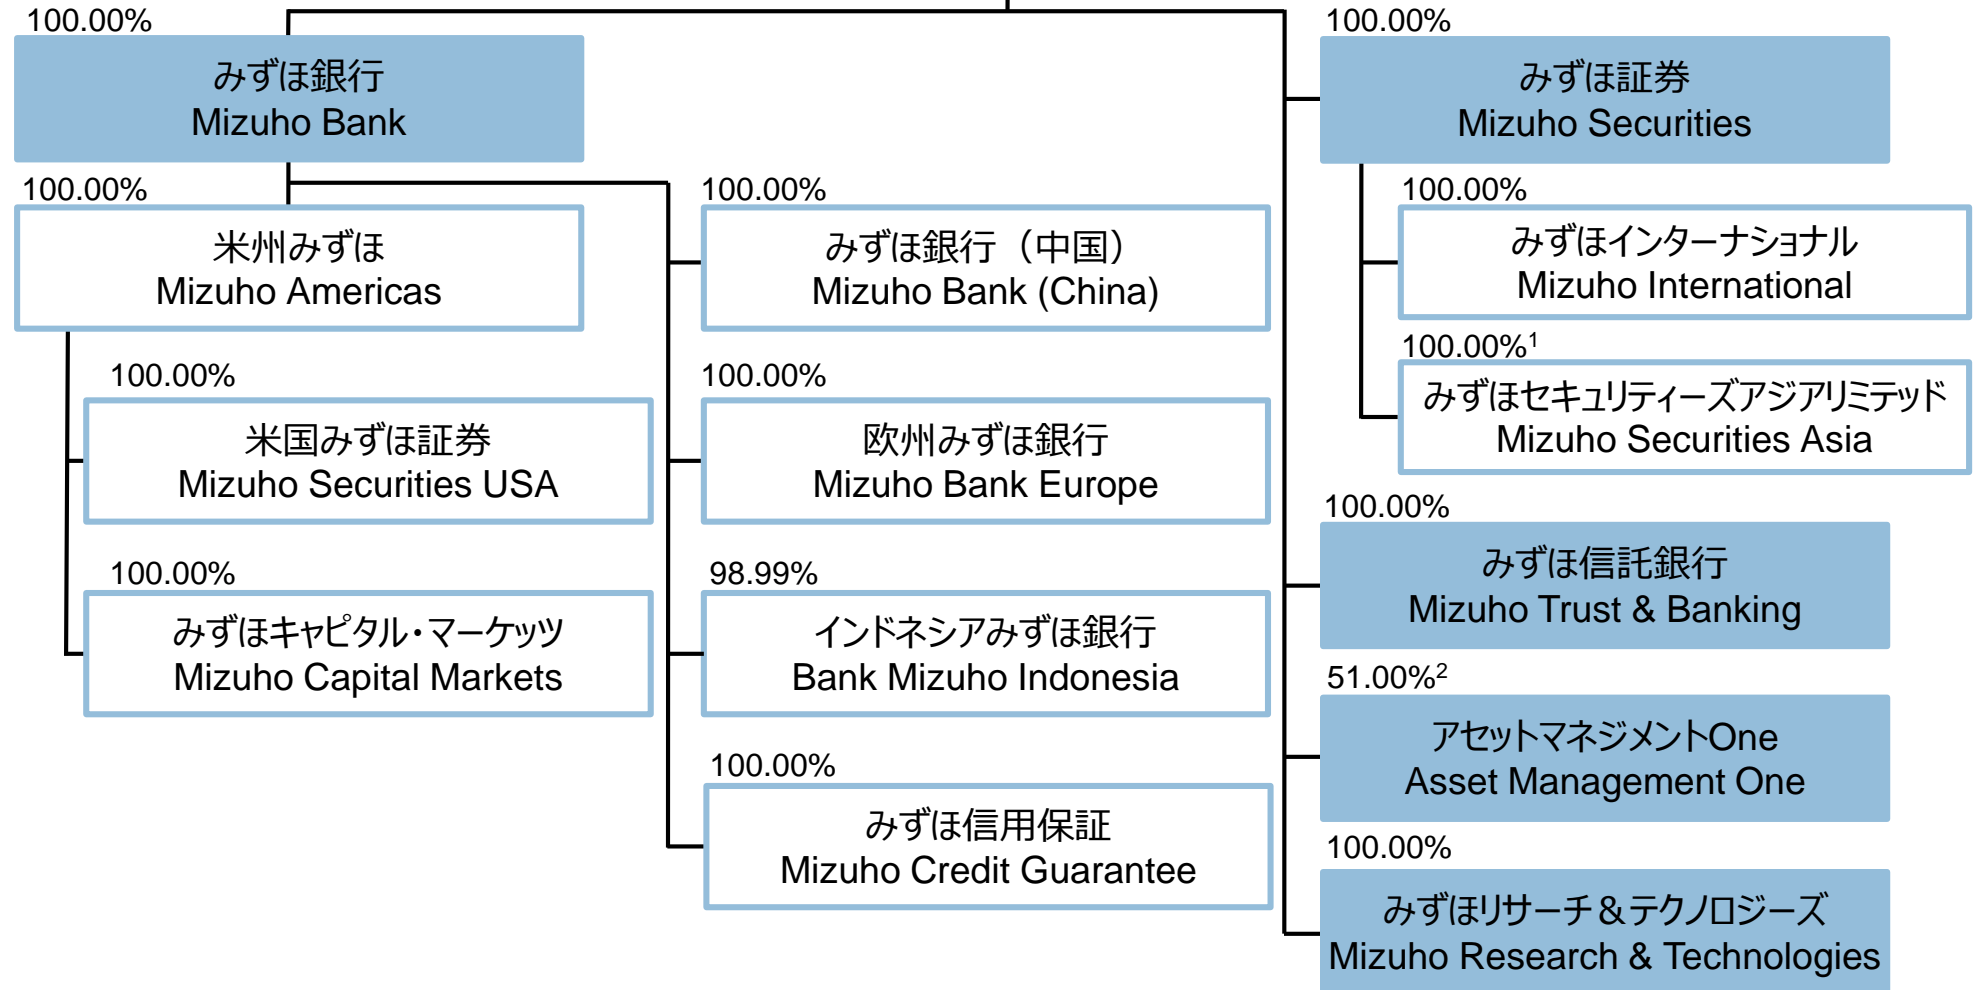 100.00%
みずほ銀行
Mizuho Bank
100.00%
米州みずほ
Mizuho Americas
100.00%
米国みずほ証券
Mizuho Securities USA
100.00%
みずほキャピタル・マーケッツ
Mizuho Capital Markets
100.00%
みずほ銀行（中国）
Mizuho Bank (China)
100.00%
欧州みずほ銀行
Mizuho Bank Europe
98.99%
インドネシアみずほ銀行
Bank Mizuho Indonesia
100.00%
みずほ信用保証
Mizuho Credit Guarantee
100.00%
みずほ証券
Mizuho Securities
100.00%
みずほインターナショナル
Mizuho International
100.00%¹
みずほセキュリティーズアジアリミテッド
Mizuho Securities Asia
100.00%
みずほ信託銀行
Mizuho Trust & Banking
51.00%²
アセットマネジメントOne
Asset Management One
100.00%
みずほリサーチ＆テクノロジーズ
Mizuho Research & Technologies